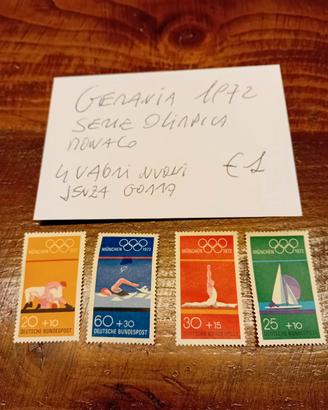 GERMANIA 1972
SERIE OLIMPICA
MONACO
4 VALORI NUOVI
SENZA GOMMA
€ 1
MÜNCHEN 1972
20+10
DEUTSCHE BUNDESPOST
MÜNCHEN 1972
60+30
DEUTSCHE BUNDESPOST
MÜNCHEN 1972
30+15
DEUTSCHE BUNDESPOST
MÜNCHEN 1972
25+10
DEUTSCHE BUNDESPOST